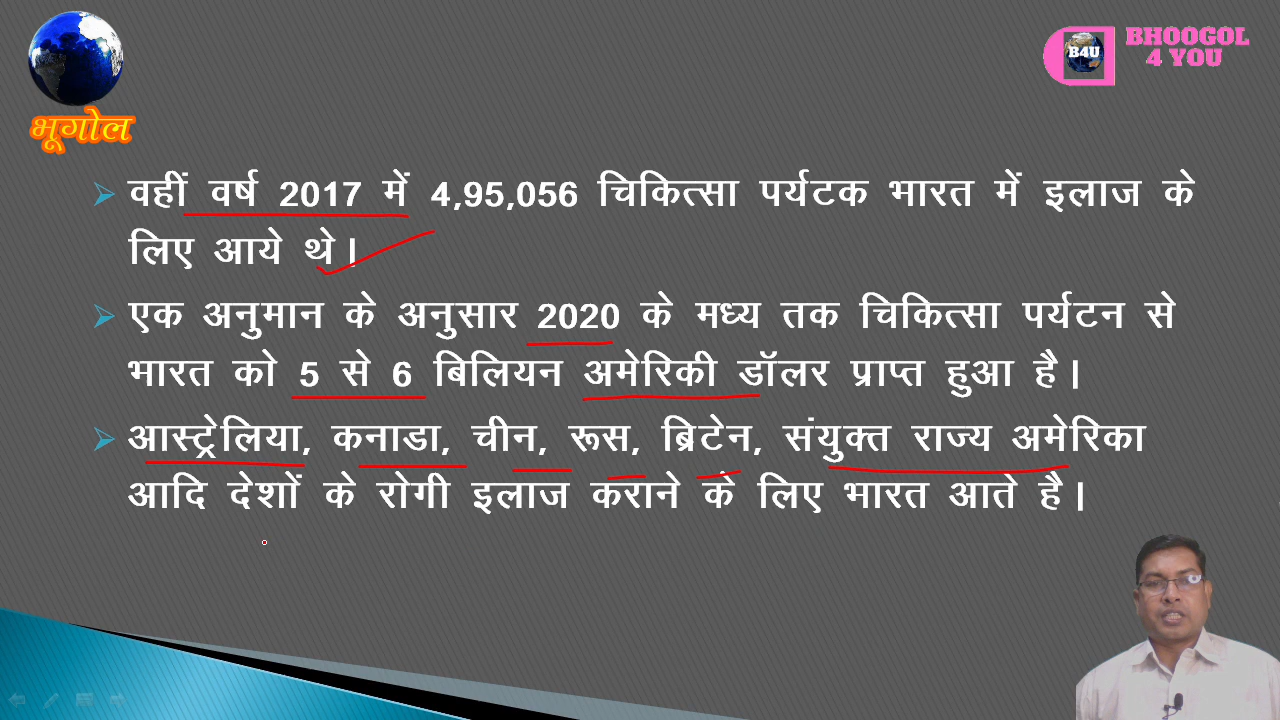 भूगोल
B4U
BHOOGOL
4 YOU
वहीं वर्ष 2017 में 4,95,056 चिकित्सा पर्यटक भारत में इलाज के
लिए आये थे।
एक अनुमान के अनुसार 2020 के मध्य तक चिकित्सा पर्यटन से
भारत को 5 से 6 बिलियन अमेरिकी डॉलर प्राप्त हुआ है।
आस्ट्रेलिया, कनाडा, चीन, रूस, ब्रिटेन, संयुक्त राज्य अमेरिका
आदि देशों के रोगी इलाज कराने के लिए भारत आते है।